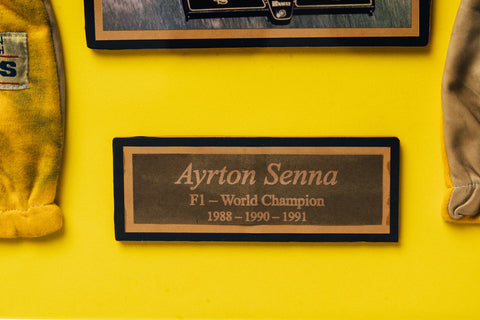 Ayrton Senna
F1 – World Champion
1988 – 1990 – 1991